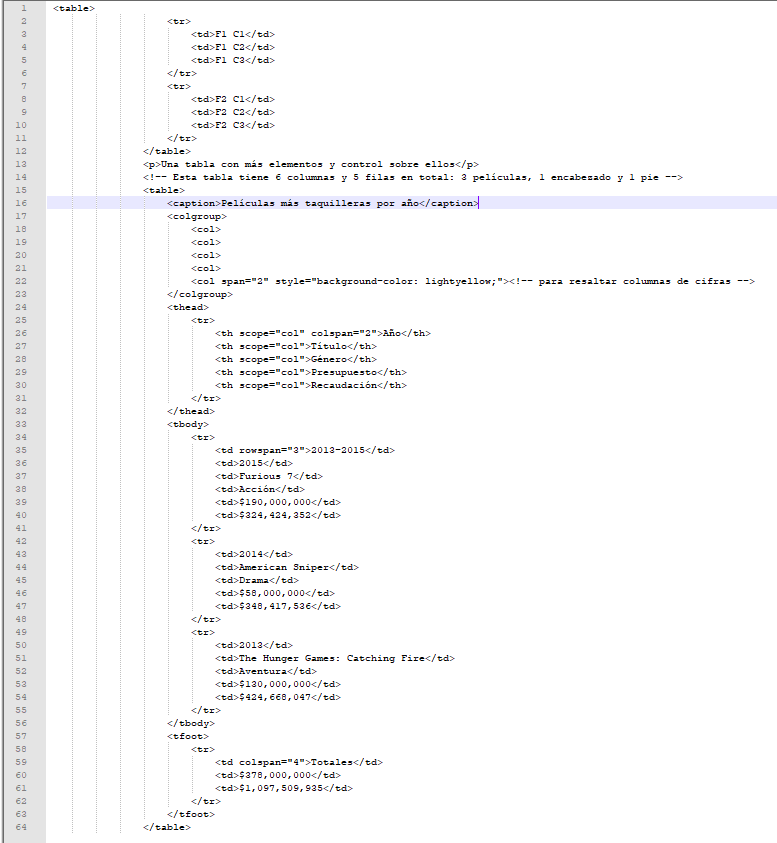 1 <table>
2 <tr>
3 <td>F1 C1</td>
4 <td>F1 C2</td>
5 <td>F1 C3</td>
6 </tr>
7 <tr>
8 <td>F2 C1</td>
9 <td>F2 C2</td>
10 <td>F2 C3</td>
11 </tr>
12 </table>
13 <p>Una tabla con más elementos y control sobre ellos</p>
14 <!-- Esta tabla tiene 6 columnas y 5 filas en total: 3 películas, 1 encabezado y 1 pie -->
15 <table>
16 <caption>Películas más taquilleras por año</caption>
17 <colgroup>
18 <col>
19 <col>
20 <col>
21 <col>
22 <col span="2" style="background-color: lightyellow;"><!-- para resaltar columnas de cifras -->
23 </colgroup>
24 <thead>
25 <tr>
26 <th scope="col" colspan="2">Año</th>
27 <th scope="col">Título</th>
28 <th scope="col">Género</th>
29 <th scope="col">Presupuesto</th>
30 <th scope="col">Recaudación</th>
31 </tr>
32 </thead>
33 <tbody>
34 <tr>
35 <td rowspan="3">2013-2015</td>
36 <td>2015</td>
37 <td>Furious 7</td>
38 <td>Acción</td>
39 <td>$190,000,000</td>
40 <td>$324,424,352</td>
41 </tr>
42 <tr>
43 <td>2014</td>
44 <td>American Sniper</td>
45 <td>Drama</td>
46 <td>$58,000,000</td>
47 <td>$348,417,536</td>
48 </tr>
49 <tr>
50 <td>2013</td>
51 <td>The Hunger Games: Catching Fire</td>
52 <td>Aventura</td>
53 <td>$130,000,000</td>
54 <td>$424,668,047</td>
55 </tr>
56 </tbody>
57 <tfoot>
58 <tr>
59 <td colspan="4">Totales</td>
60 <td>$378,000,000</td>
61 <td>$1,097,509,935</td>
62 </tr>
63 </tfoot>
64 </table>